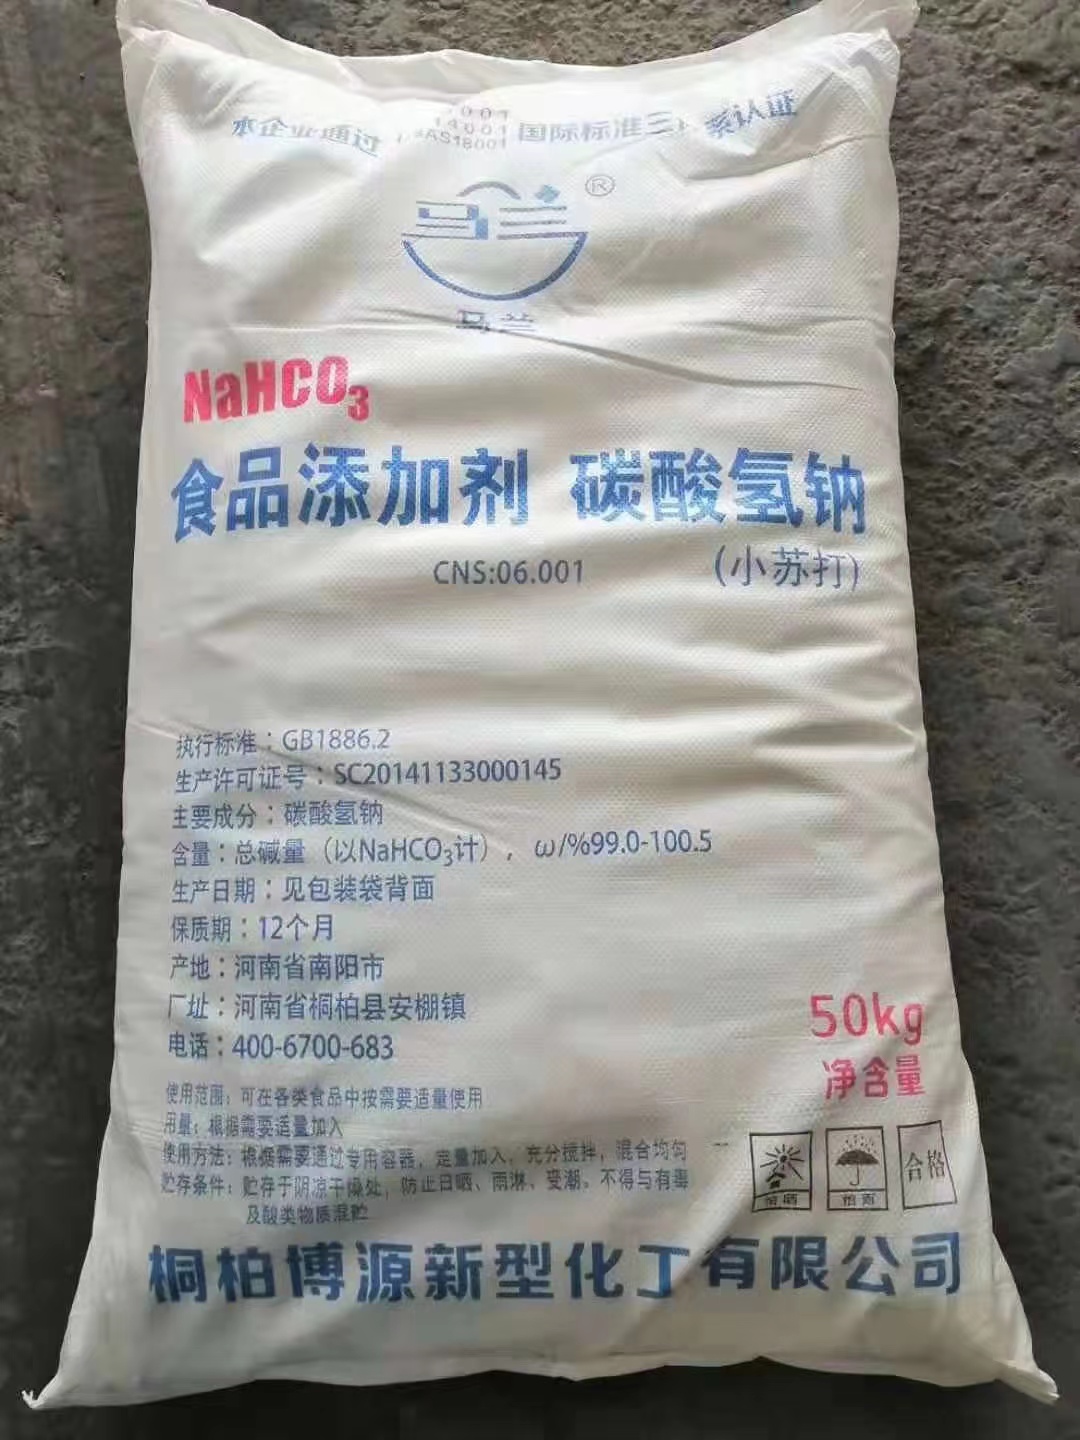 本企业通过 14001 国际标准三 系认证
马兰®
马兰
NaHCO₃
食品添加剂 碳酸氢钠
CNS:06.001 (小苏打)
执行标准：GB1886.2
生产许可证号：SC20141133000145
主要成分：碳酸氢钠
含量：总碱量（以NaHCO₃计），ω/%99.0-100.5
生产日期：见包装袋背面
保质期：12个月
产地：河南省南阳市
厂址：河南省桐柏县安棚镇
电话：400-6700-683
50kg
净含量
使用范围：可在各类食品中按需要适量使用
用量：根据需要适量加入
使用方法：根据需要通过专用容器，定量加入，充分搅拌，混合均匀
贮存条件：贮存于阴凉干燥处，防止日晒、雨淋、受潮。不得与有毒
及酸类物质混贮
怕晒 怕雨 合格
桐柏博源新型化工有限公司